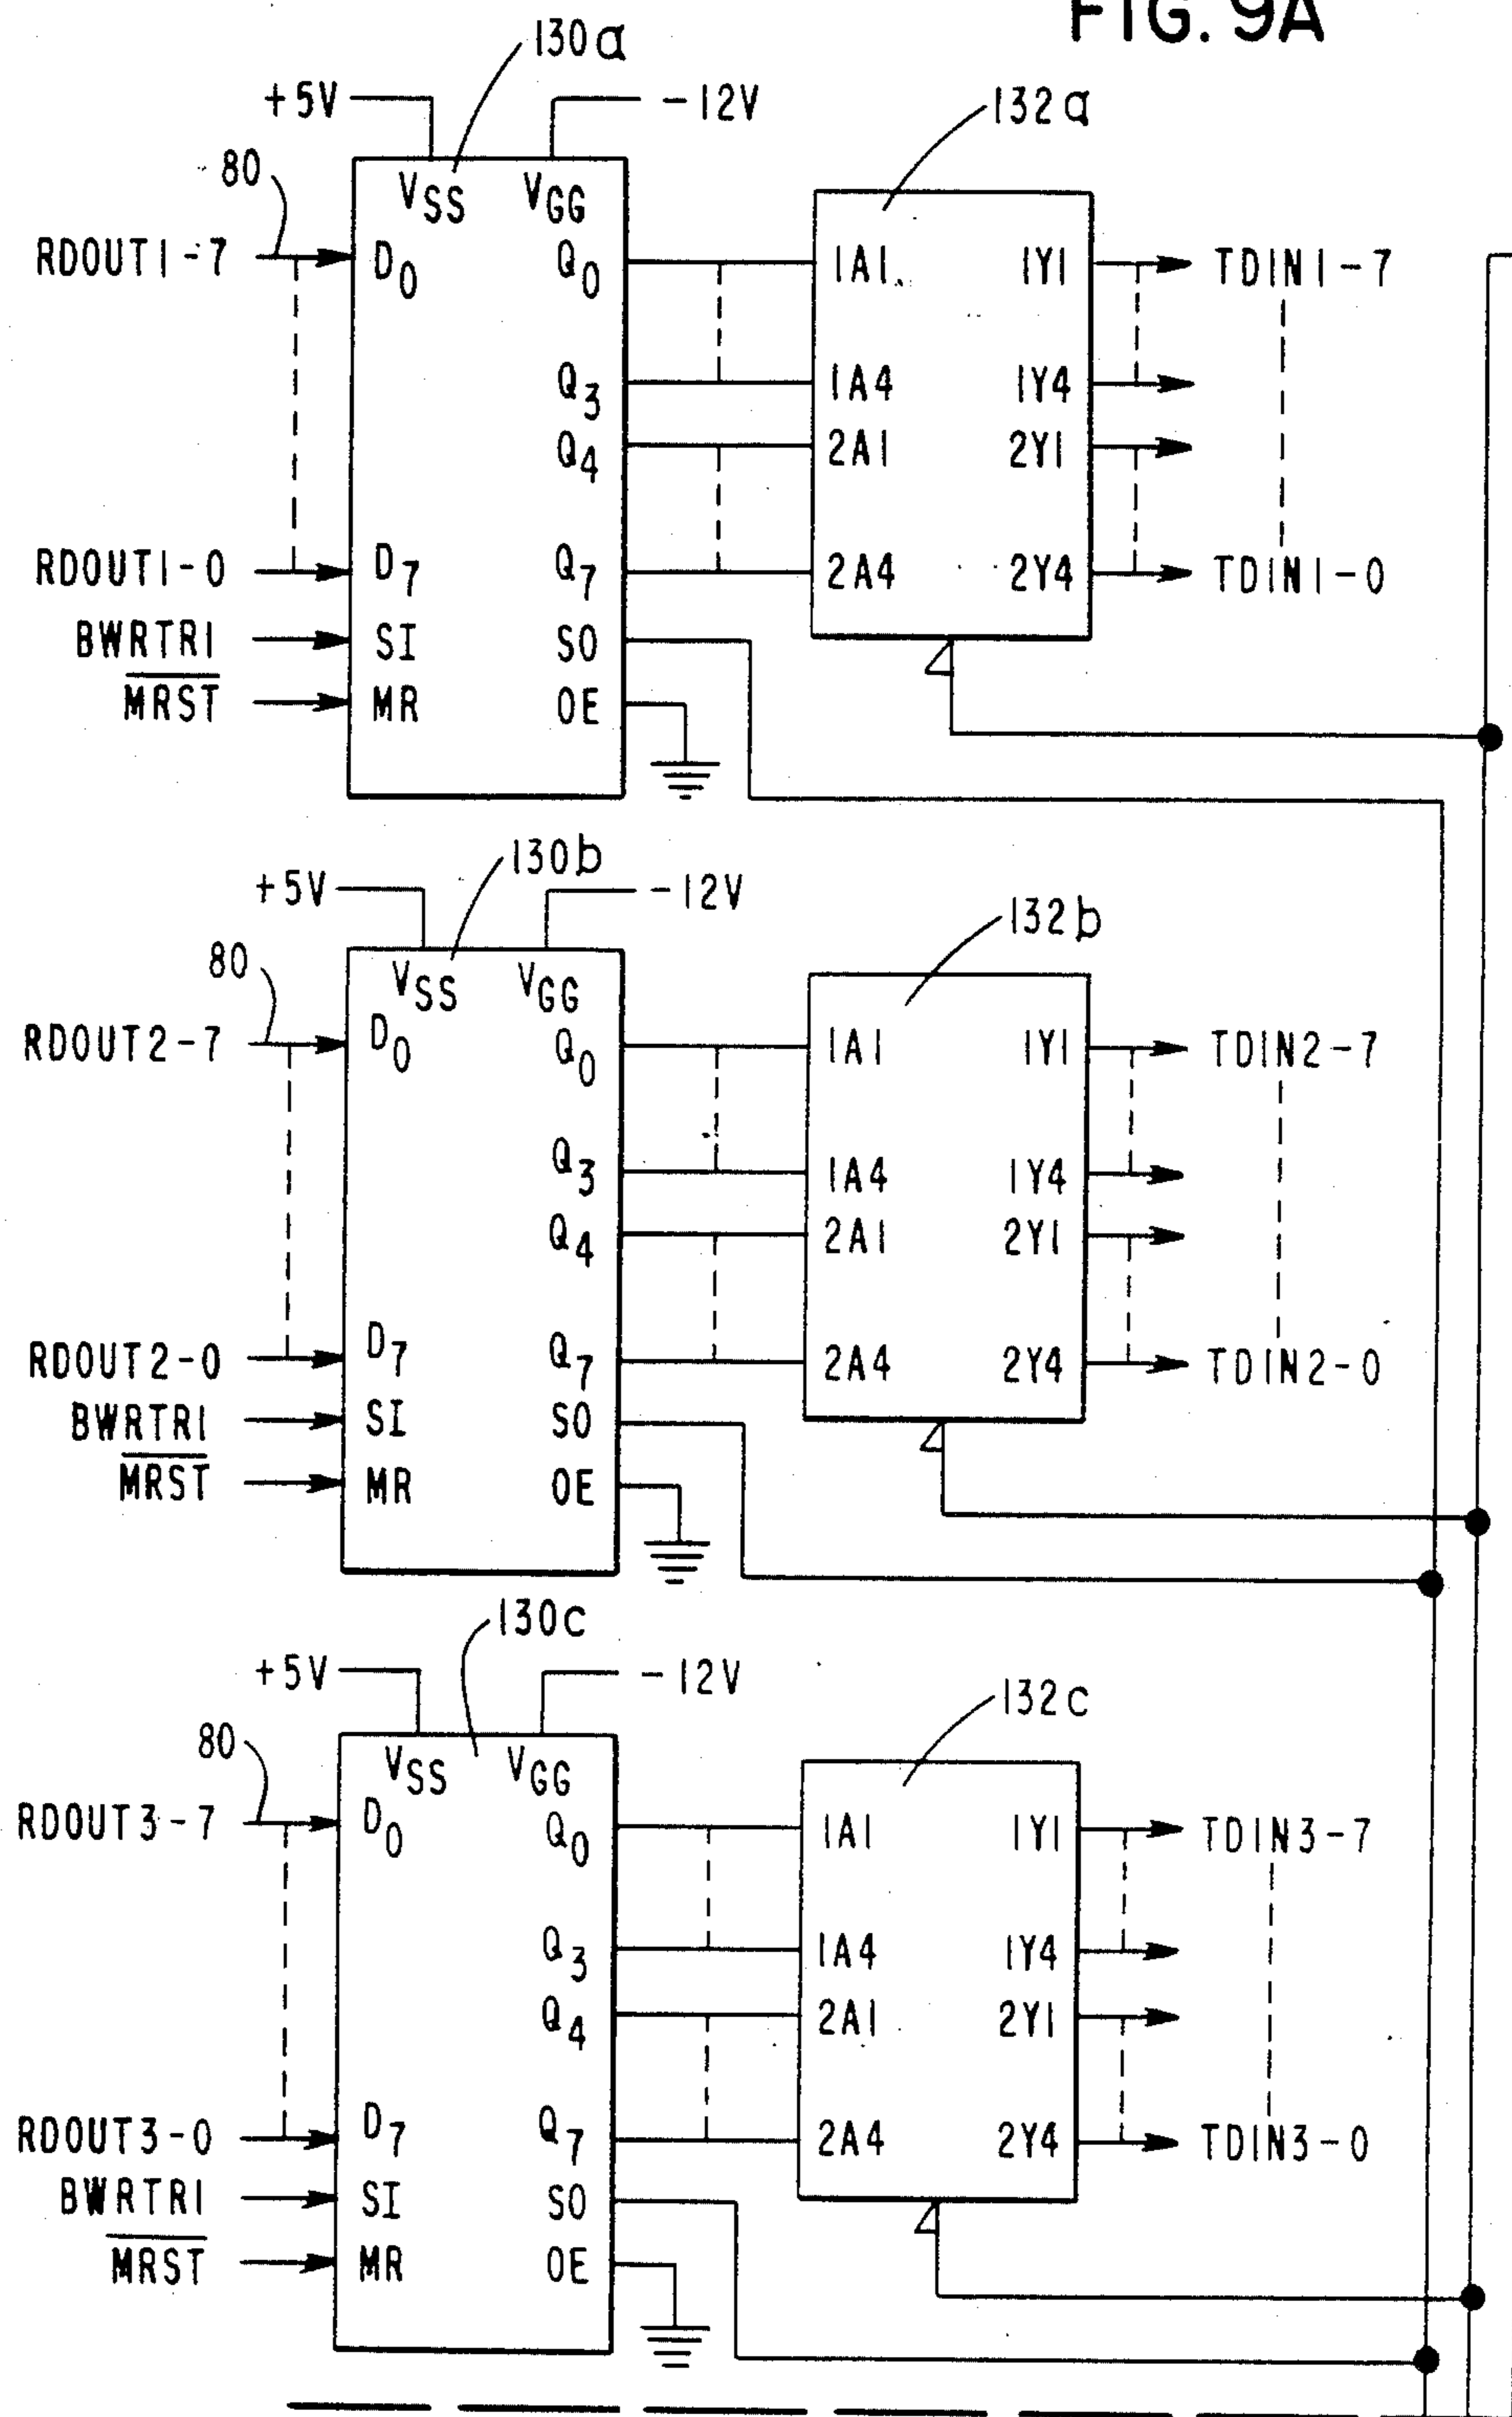 FIG. 9A
130a
+5V -12V 132a
80 VSS VGG
RDOUT1-7 D0 Q0 1A1 1Y1 TDIN1-7
Q3 1A4 1Y4
Q4 2A1 2Y1
RDOUT1-0 D7 Q7 2A4 2Y4 TDIN1-0
BWRTRI SI SO
MRST MR OE
130b
+5V -12V 132b
80 VSS VGG
RDOUT2-7 D0 Q0 1A1 1Y1 TDIN2-7
Q3 1A4 1Y4
Q4 2A1 2Y1
RDOUT2-0 D7 Q7 2A4 2Y4 TDIN2-0
BWRTRI SI SO
MRST MR OE
130c
+5V -12V 132c
80 VSS VGG
RDOUT3-7 D0 Q0 1A1 1Y1 TDIN3-7
Q3 1A4 1Y4
Q4 2A1 2Y1
RDOUT3-0 D7 Q7 2A4 2Y4 TDIN3-0
BWRTRI SI SO
MRST MR OE